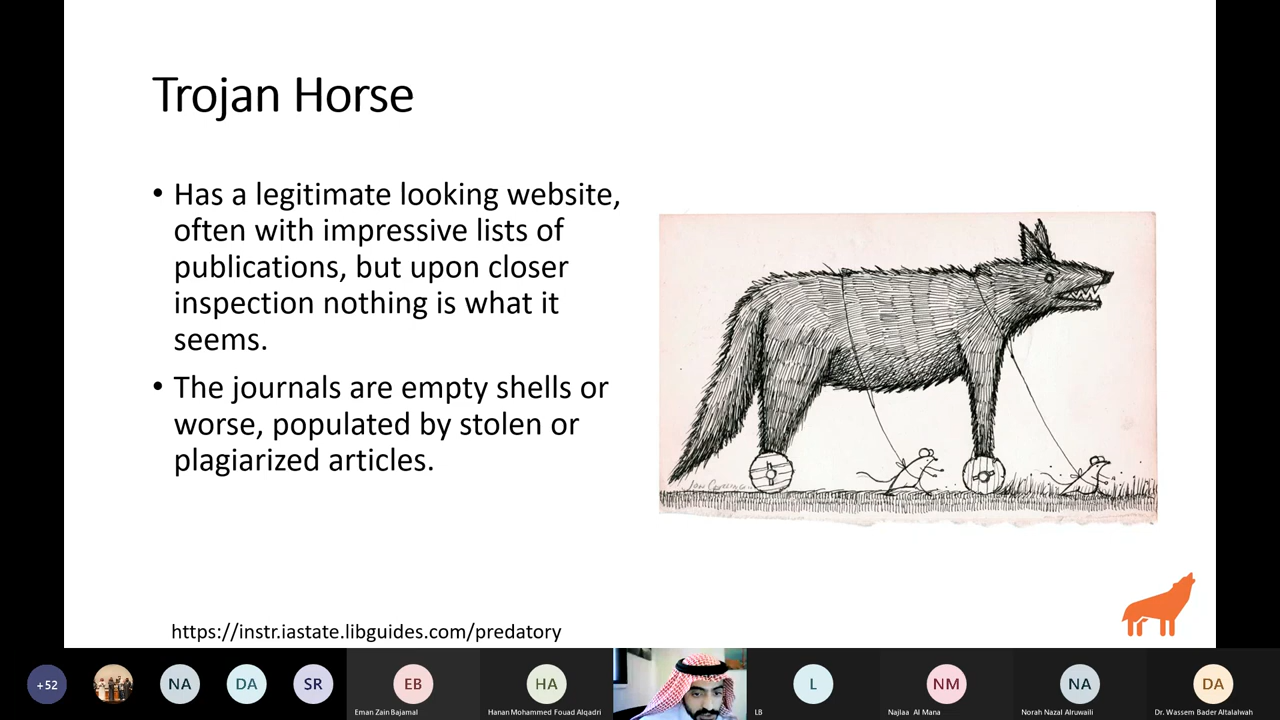 Trojan Horse
• Has a legitimate looking website,
often with impressive lists of
publications, but upon closer
inspection nothing is what it
seems.
• The journals are empty shells or
worse, populated by stolen or
plagiarized articles.
https://instr.iastate.libguides.com/predatory
+52
NA
DA
SR
EB
HA
L
NM
NA
DA
Eman Zain Bajamal
Hanan Mohammed Fouad Alqadri
LB
Najlaa Al Mana
Norah Nazal Alruwaili
Dr. Wassem Bader Altalalwah